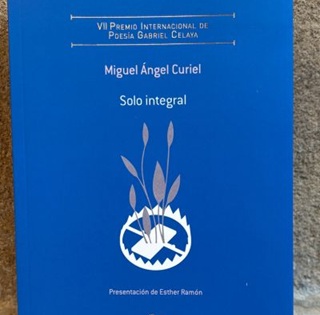 VII Premio Internacional de
Poesía Gabriel Celaya
Miguel Ángel Curiel
Solo integral
Presentación de Esther Ramón